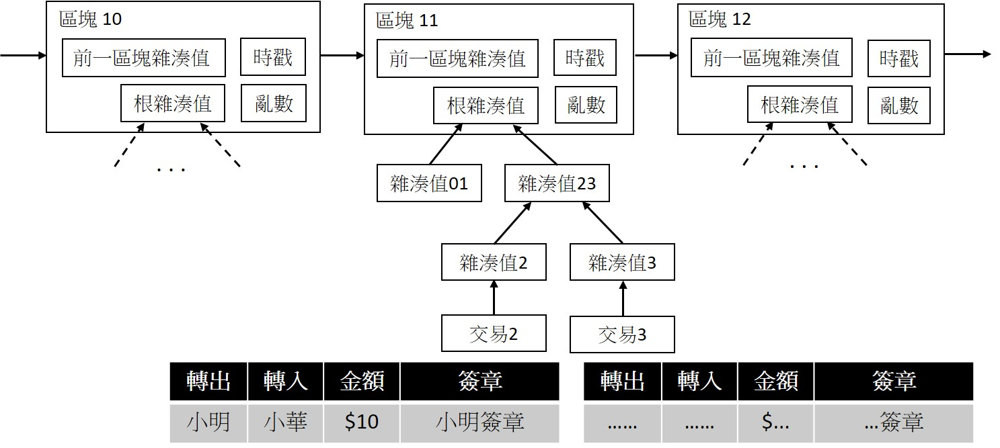 區塊 10
前一區塊雜湊值 時戳
根雜湊值 亂數
. . .
區塊 11
前一區塊雜湊值 時戳
根雜湊值 亂數
區塊 12
前一區塊雜湊值 時戳
根雜湊值 亂數
. . .
雜湊值01 雜湊值23
雜湊值2 雜湊值3
交易2 交易3
轉出 轉入 金額 簽章
小明 小華 $10 小明簽章
轉出 轉入 金額 簽章
…… …… $... ...簽章